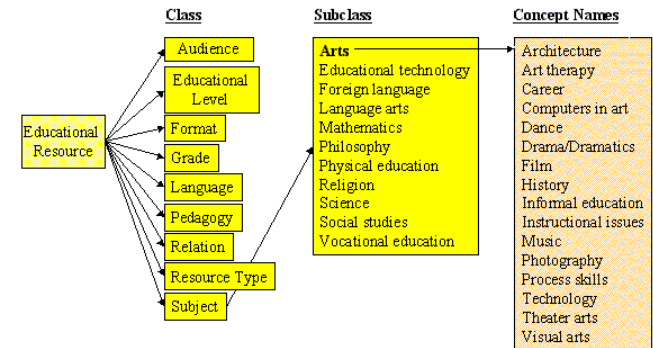 Class
Subclass
Concept Names
Educational
Resource
Audience
Educational
Level
Format
Grade
Language
Pedagogy
Relation
Resource Type
Subject
Arts
Educational technology
Foreign language
Language arts
Mathematics
Philosophy
Physical education
Religion
Science
Social studies
Vocational education
Architecture
Art therapy
Career
Computers in art
Dance
Drama/Dramatics
Film
History
Informal education
Instructional issues
Music
Photography
Process skills
Technology
Theater arts
Visual arts